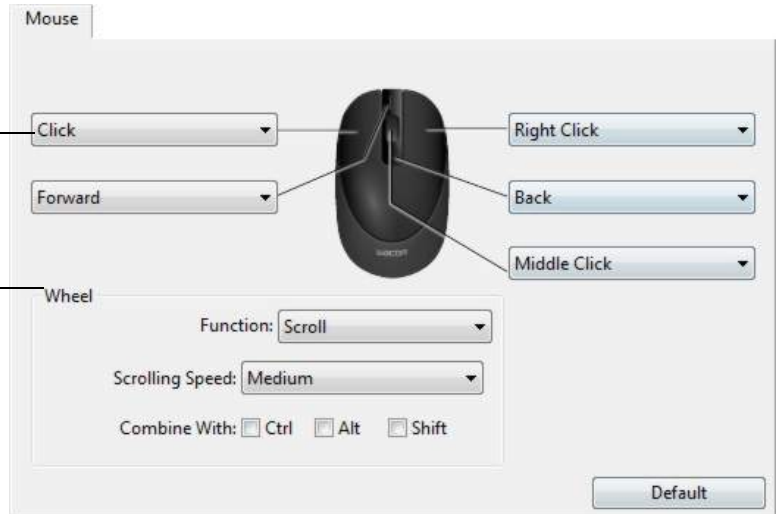 Mouse
Click
Right Click
Forward
Back
wacom
Middle Click
Wheel
Function: Scroll
Scrolling Speed: Medium
Combine With: Ctrl Alt Shift
Default